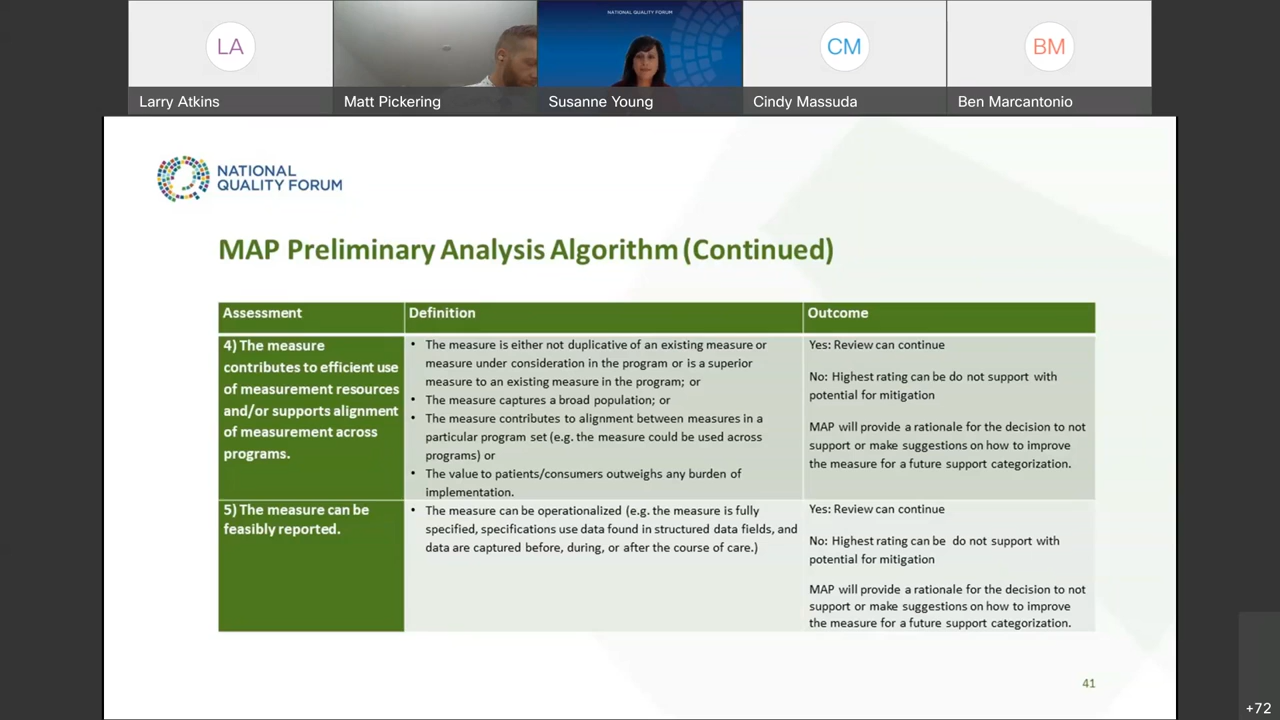 LA
NATIONAL QUALITY FORUM
CM
BM
Larry Atkins
Matt Pickering
Susanne Young
Cindy Massuda
Ben Marcantonio
NATIONAL
QUALITY FORUM
MAP Preliminary Analysis Algorithm (Continued)
Assessment
Definition
Outcome
4) The measure
contributes to efficient use
of measurement resources
and/or supports alignment
of measurement across
programs.
• The measure is either not duplicative of an existing measure or
measure under consideration in the program or is a superior
measure to an existing measure in the program; or
• The measure captures a broad population; or
• The measure contributes to alignment between measures in a
particular program set (e.g. the measure could be used across
programs) or
• The value to patients/consumers outweighs any burden of
implementation.
Yes: Review can continue
No: Highest rating can be do not support with
potential for mitigation
MAP will provide a rationale for the decision to not
support or make suggestions on how to improve
the measure for a future support categorization.
5) The measure can be
feasibly reported.
• The measure can be operationalized (e.g. the measure is fully
specified, specifications use data found in structured data fields, and
data are captured before, during, or after the course of care.)
Yes: Review can continue
No: Highest rating can be do not support with
potential for mitigation
MAP will provide a rationale for the decision to not
support or make suggestions on how to improve
the measure for a future support categorization.
41
+72